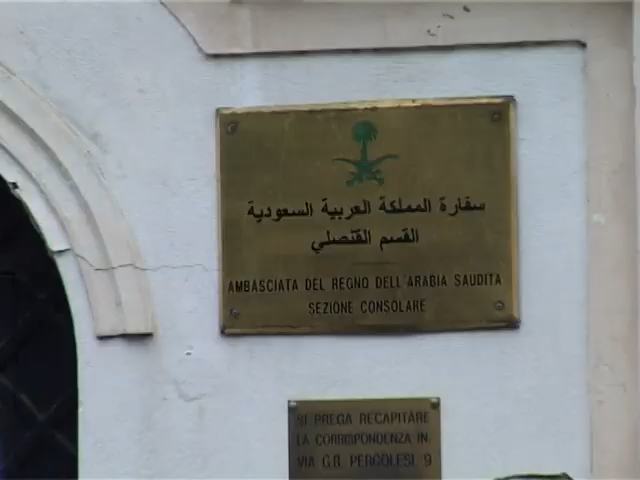 سفارة المملكة العربية السعودية
القسم القنصلي
AMBASCIATA DEL REGNO DELL'ARABIA SAUDITA
SEZIONE CONSOLARE
SI PREGA RECAPITARE
LA CORRISPONDENZA IN
VIA G.B. PERGOLESI 9